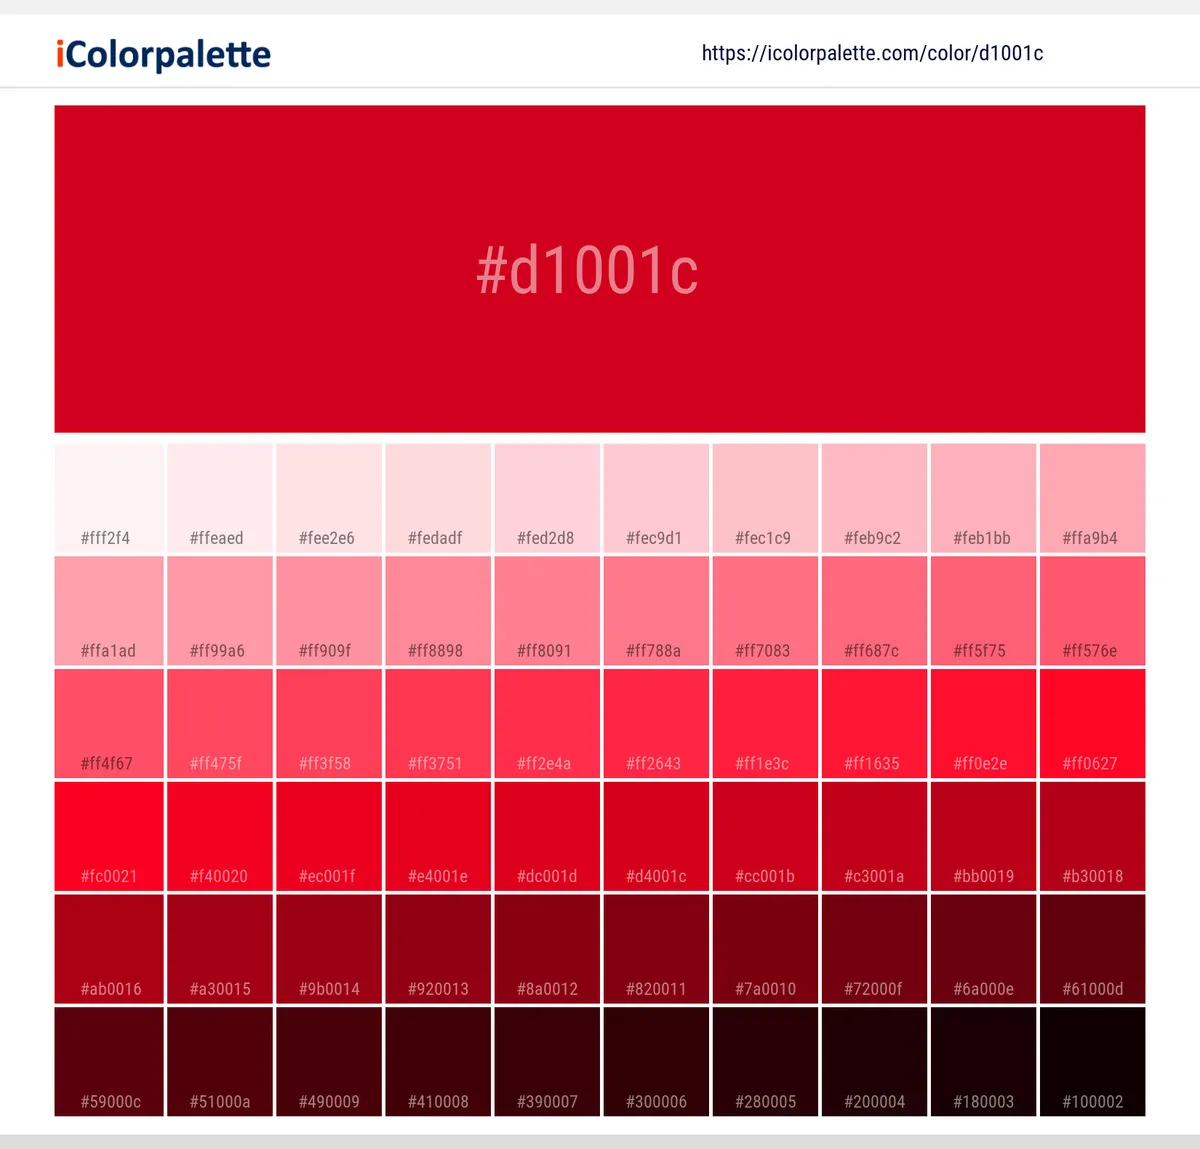 iColorpalette https://icolorpalette.com/color/d1001c
#d1001c
#fff2f4 #ffeaed #fee2e6 #fedadf #fed2d8 #fec9d1 #fec1c9 #feb9c2 #feb1bb #ffa9b4
#ffa1ad #ff99a6 #ff909f #ff8898 #ff8091 #ff788a #ff7083 #ff687c #ff5f75 #ff576e
#ff4f67 #ff475f #ff3f58 #ff3751 #ff2e4a #ff2643 #ff1e3c #ff1635 #ff0e2e #ff0627
#fc0021 #f40020 #ec001f #e4001e #dc001d #d4001c #cc001b #c3001a #bb0019 #b30018
#ab0016 #a30015 #9b0014 #920013 #8a0012 #820011 #7a0010 #72000f #6a000e #61000d
#59000c #51000a #490009 #410008 #390007 #300006 #280005 #200004 #180003 #100002